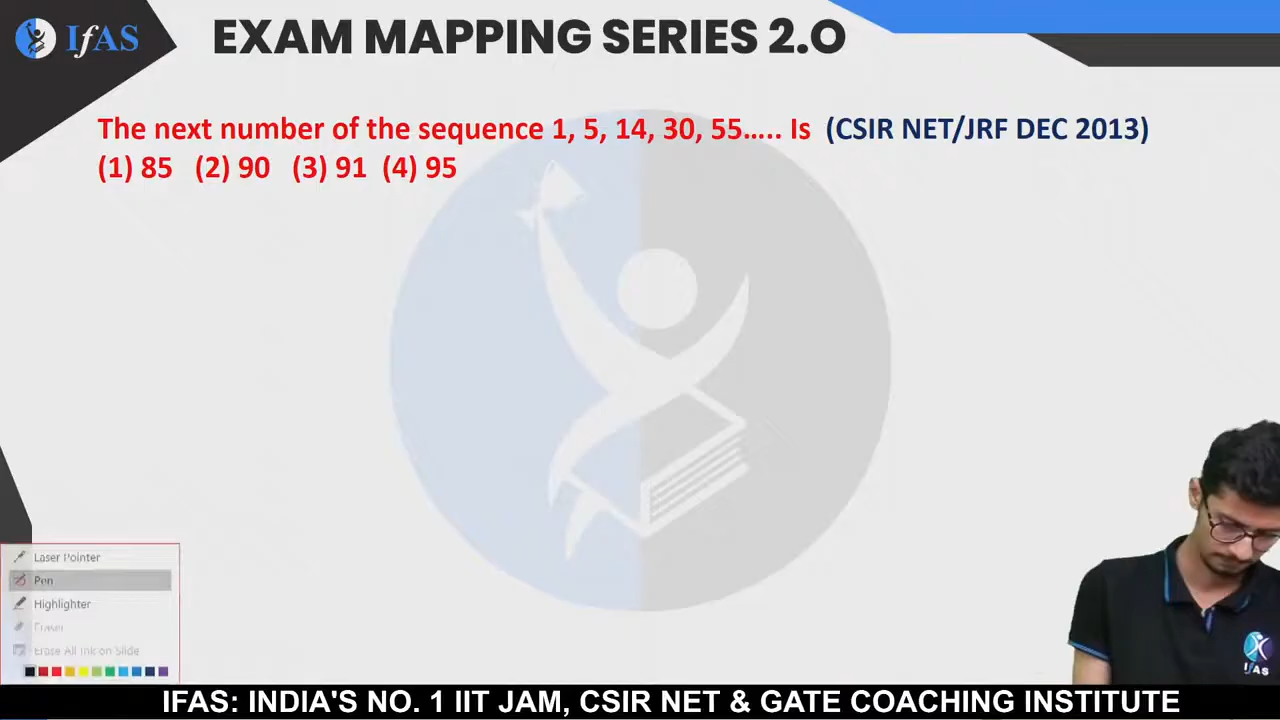 IfAS
EXAM MAPPING SERIES 2.O
The next number of the sequence 1, 5, 14, 30, 55..... Is (CSIR NET/JRF DEC 2013)
(1) 85 (2) 90 (3) 91 (4) 95
Laser Pointer
Pen
Highlighter
Eraser
Erase All Ink on Slide
IfAS
IFAS: INDIA'S NO. 1 IIT JAM, CSIR NET & GATE COACHING INSTITUTE